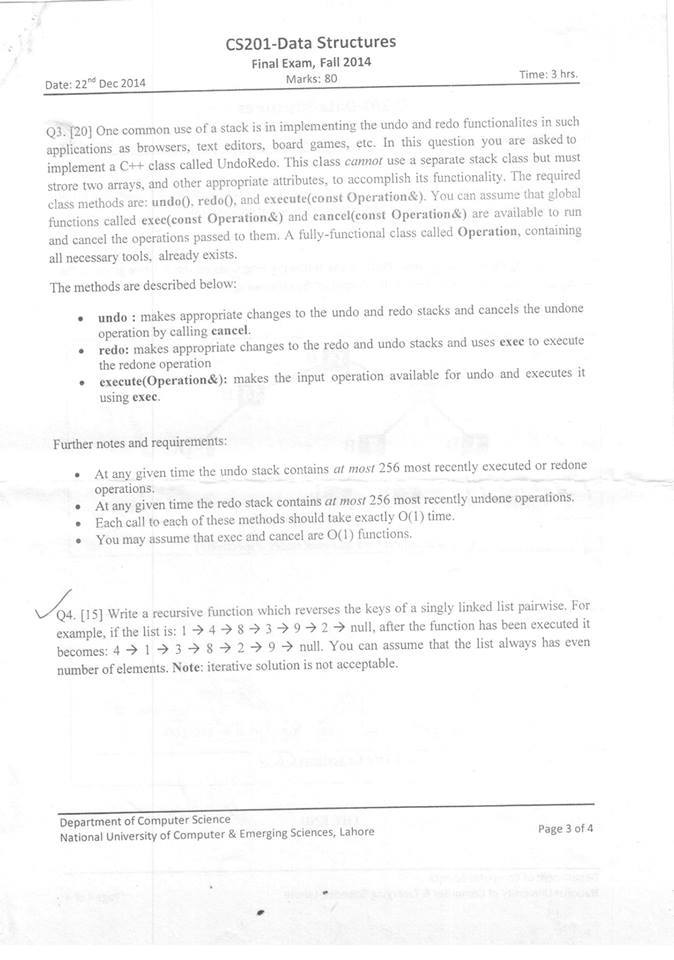 CS201-Data Structures
Final Exam, Fall 2014
Date: 22nd Dec 2014 Marks: 80 Time: 3 hrs.
Q3. [20] One common use of a stack is in implementing the undo and redo functionalites in such
applications as browsers, text editors, board games, etc. In this question you are asked to
implement a C++ class called UndoRedo. This class cannot use a separate stack class but must
strore two arrays, and other appropriate attributes, to accomplish its functionality. The required
class methods are: undo(), redo(), and execute(const Operation&). You can assume that global
functions called exec(const Operation&) and cancel(const Operation&) are available to run
and cancel the operations passed to them. A fully-functional class called Operation, containing
all necessary tools, already exists.
The methods are described below:
• undo : makes appropriate changes to the undo and redo stacks and cancels the undone
operation by calling cancel.
• redo: makes appropriate changes to the redo and undo stacks and uses exec to execute
the redone operation
• execute(Operation&): makes the input operation available for undo and executes it
using exec.
Further notes and requirements:
• At any given time the undo stack contains at most 256 most recently executed or redone
operations.
• At any given time the redo stack contains at most 256 most recently undone operations.
• Each call to each of these methods should take exactly O(1) time.
• You may assume that exec and cancel are O(1) functions.
Q4. [15] Write a recursive function which reverses the keys of a singly linked list pairwise. For
example, if the list is: 1 → 4 → 8 → 3 → 9 → 2 → null, after the function has been executed it
becomes: 4 → 1 → 3 → 8 → 2 → 9 → null. You can assume that the list always has even
number of elements. Note: iterative solution is not acceptable.
Department of Computer Science
National University of Computer & Emerging Sciences, Lahore
Page 3 of 4